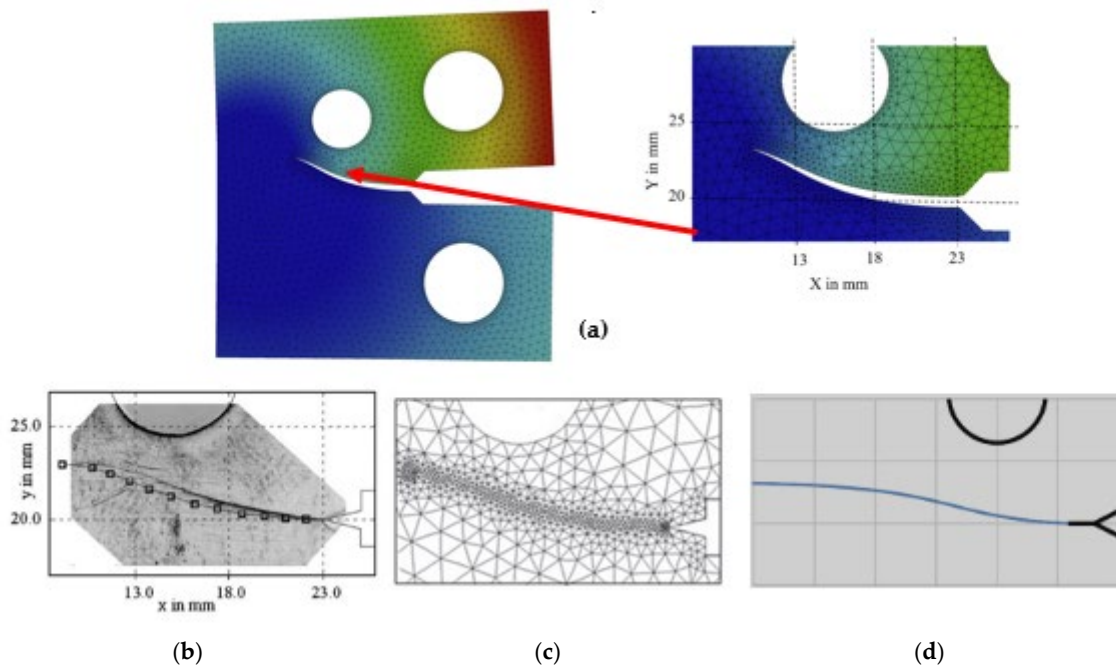 25
20
Y in mm
13 18 23
X in mm
(a)
25.0
20.0
y in mm
13.0 18.0 23.0
x in mm
(b) (c) (d)